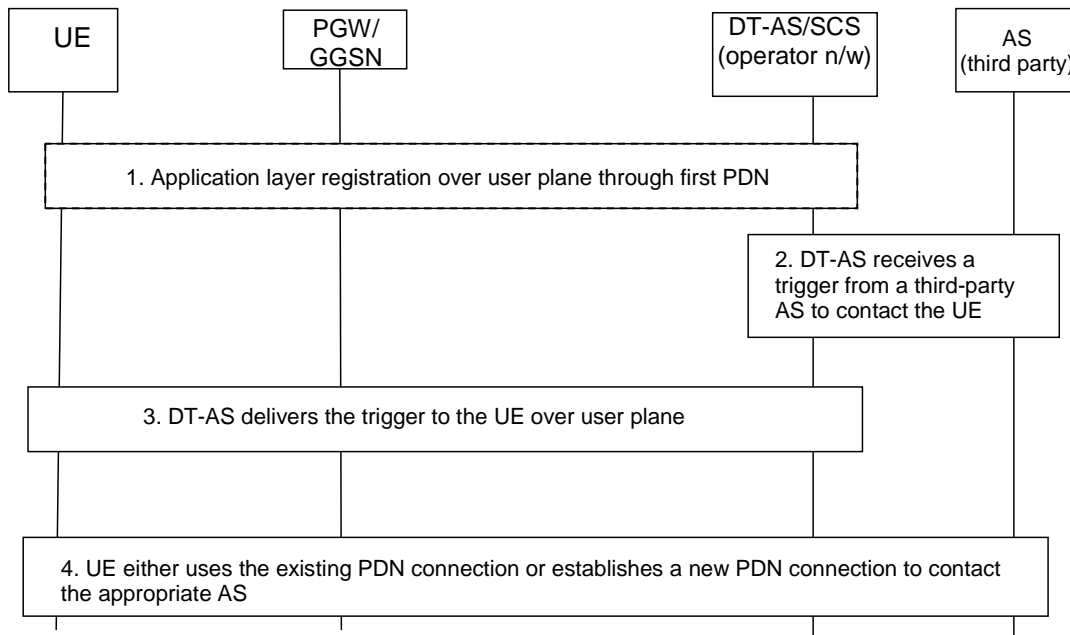 UE
PGW/
GGSN
DT-AS/SCS
(operator n/w)
AS
(third party)
1. Application layer registration over user plane through first PDN
2. DT-AS receives a
trigger from a third-party
AS to contact the UE
3. DT-AS delivers the trigger to the UE over user plane
4. UE either uses the existing PDN connection or establishes a new PDN connection to contact
the appropriate AS